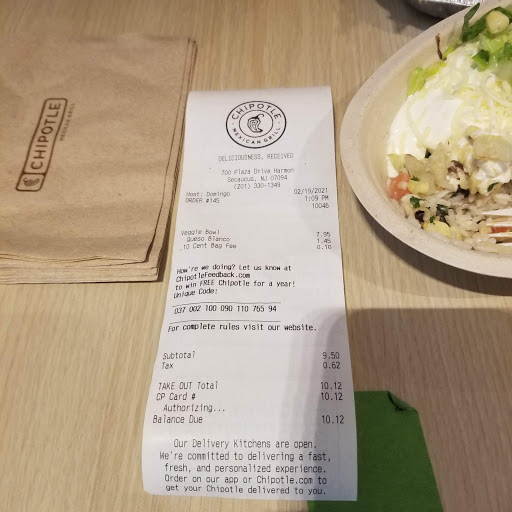 CHIPOTLE
MEXICAN GRILL
CHIPOTLE
MEXICAN GRILL
DELICIOUSNESS, RECEIVED
700 Plaza Drive Harmon
Secaucus, NJ 07094
(201) 330-1349
Host: Domingo 02/19/2021
ORDER #145 1:09 PM
10046
Veggie Bowl 7.95
Queso Blanco 1.45
10 Cent Bag Fee 0.10
How're we doing? Let us know at
ChipotleFeedback.com
to win FREE Chipotle for a year!
Unique Code:
037 002 100 090 110 765 94
For complete rules visit our website.
Subtotal 9.50
Tax 0.62
TAKE OUT Total 10.12
CP Card # 10.12
Authorizing...
Balance Due 10.12
Our Delivery Kitchens are open.
We're committed to delivering a fast,
fresh, and personalized experience.
Order on our app or Chipotle.com to
get your Chipotle delivered to you.